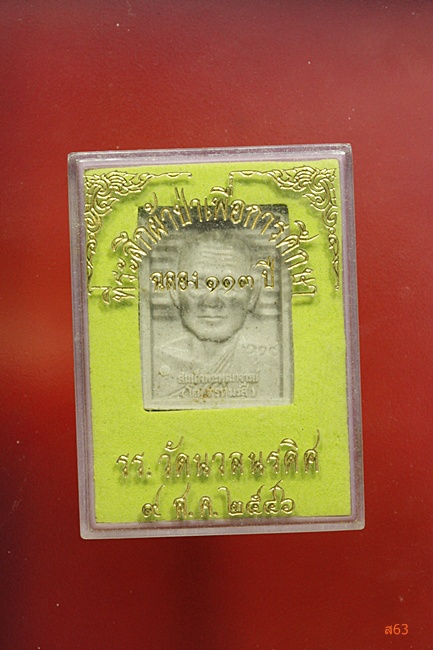 ที่ระลึกผ้าป่าเพื่อการศึกษา
ฉลอง ๑๑๓ ปี
รร. วัดนวลนรดิศ
๙ ส.ค. ๒๕๔๖
ส63